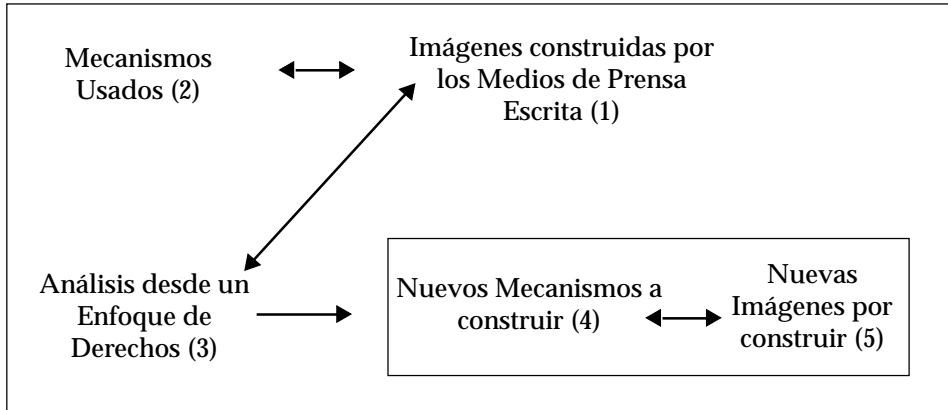 Mecanismos
Usados (2)
Imágenes construidas por
los Medios de Prensa
Escrita (1)
Análisis desde un
Enfoque de
Derechos (3)
Nuevos Mecanismos a
construir (4)
Nuevas
Imágenes por
construir (5)